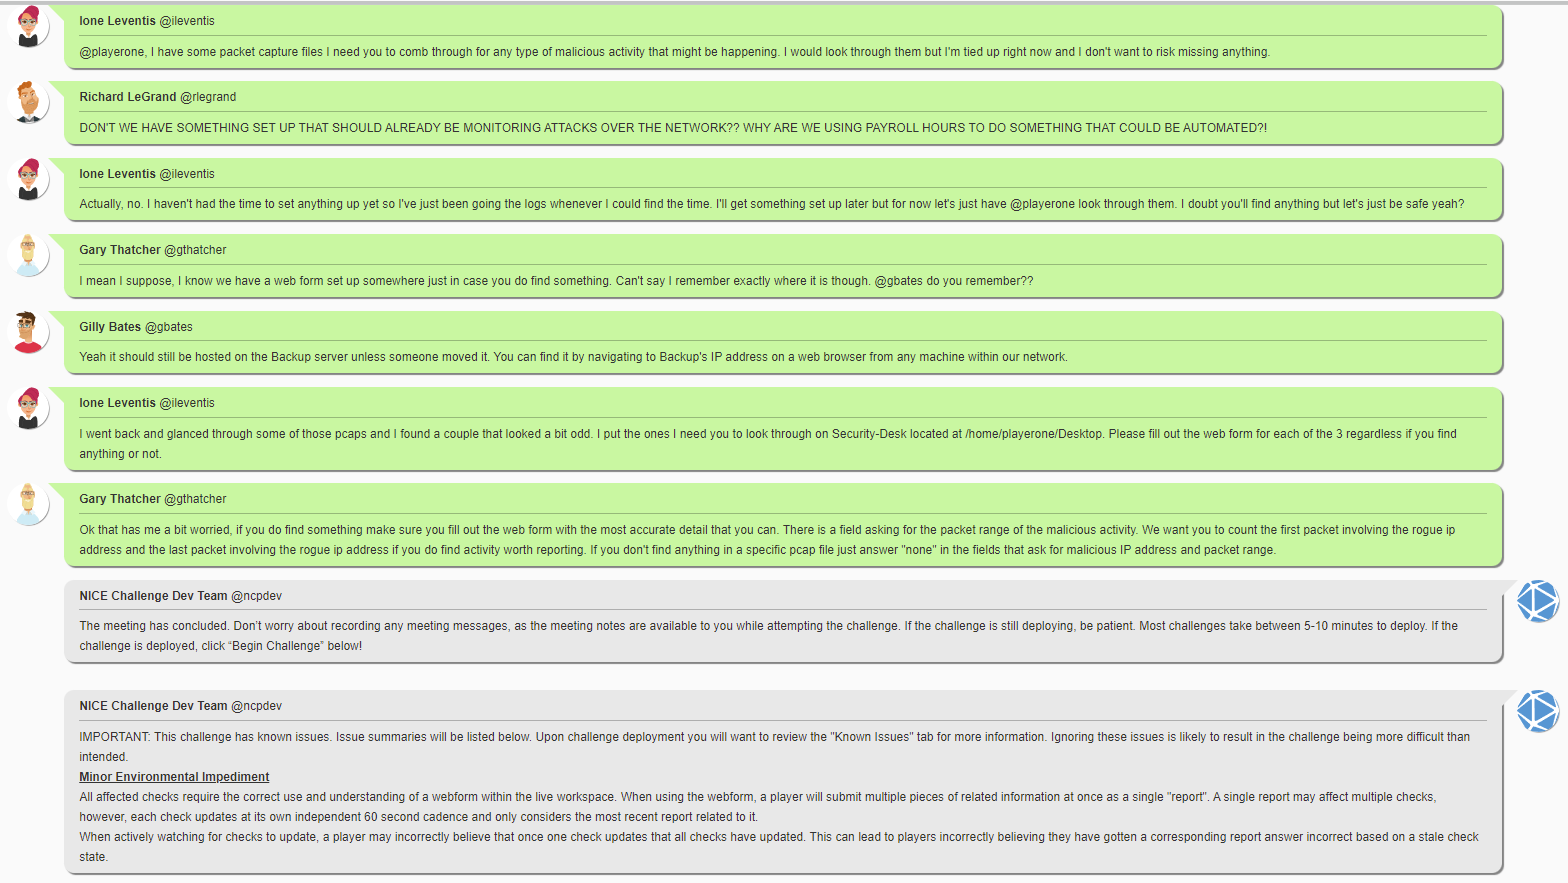 Ione Leventis @ileventis
@playerone, I have some packet capture files I need you to comb through for any type of malicious activity that might be happening. I would look through them but I'm tied up right now and I don't want to risk missing anything.
Richard LeGrand @rlegrand
DON'T WE HAVE SOMETHING SET UP THAT SHOULD ALREADY BE MONITORING ATTACKS OVER THE NETWORK?? WHY ARE WE USING PAYROLL HOURS TO DO SOMETHING THAT COULD BE AUTOMATED?!
Ione Leventis @ileventis
Actually, no. I haven't had the time to set anything up yet so I've just been going the logs whenever I could find the time. I'll get something set up later but for now let's just have @playerone look through them. I doubt you'll find anything but let's just be safe yeah?
Gary Thatcher @gthatcher
I mean I suppose, I know we have a web form set up somewhere just in case you do find something. Can't say I remember exactly where it is though. @gbates do you remember??
Gilly Bates @gbates
Yeah it should still be hosted on the Backup server unless someone moved it. You can find it by navigating to Backup's IP address on a web browser from any machine within our network.
Ione Leventis @ileventis
I went back and glanced through some of those pcaps and I found a couple that looked a bit odd. I put the ones I need you to look through on Security-Desk located at /home/playerone/Desktop. Please fill out the web form for each of the 3 regardless if you find
anything or not.
Gary Thatcher @gthatcher
Ok that has me a bit worried, if you do find something make sure you fill out the web form with the most accurate detail that you can. There is a field asking for the packet range of the malicious activity. We want you to count the first packet involving the rogue ip
address and the last packet involving the rogue ip address if you do find activity worth reporting. If you don't find anything in a specific pcap file just answer "none" in the fields that ask for malicious IP address and packet range.
NICE Challenge Dev Team @ncpdev
The meeting has concluded. Don't worry about recording any meeting messages, as the meeting notes are available to you while attempting the challenge. If the challenge is still deploying, be patient. Most challenges take between 5-10 minutes to deploy. If the
challenge is deployed, click “Begin Challenge” below!
NICE Challenge Dev Team @ncpdev
IMPORTANT: This challenge has known issues. Issue summaries will be listed below. Upon challenge deployment you will want to review the "Known Issues" tab for more information. Ignoring these issues is likely to result in the challenge being more difficult than
intended.
Minor Environmental Impediment
All affected checks require the correct use and understanding of a webform within the live workspace. When using the webform, a player will submit multiple pieces of related information at once as a single "report". A single report may affect multiple checks,
however, each check updates at its own independent 60 second cadence and only considers the most recent report related to it.
When actively watching for checks to update, a player may incorrectly believe that once one check updates that all checks have updated. This can lead to players incorrectly believing they have gotten a corresponding report answer incorrect based on a stale check
state.